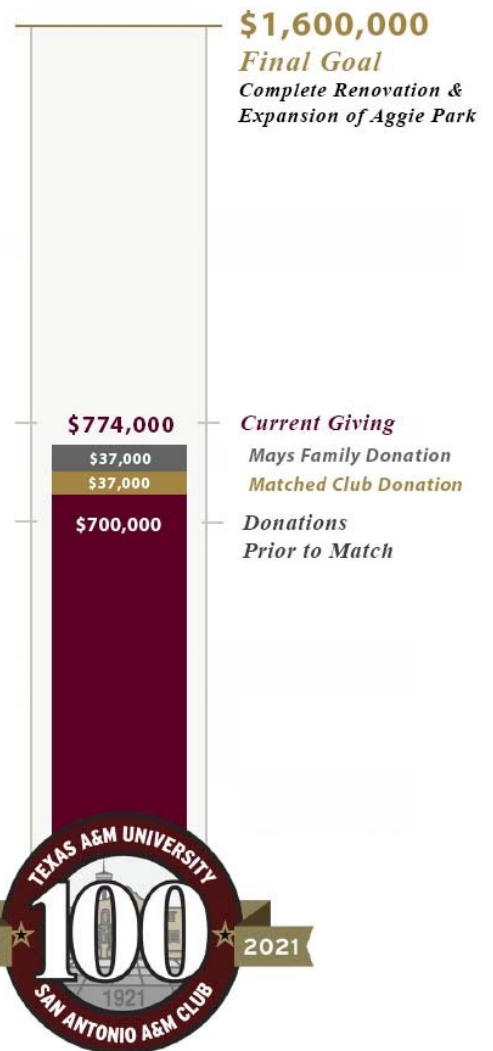 $1,600,000
Final Goal
Complete Renovation &
Expansion of Aggie Park
$774,000
Current Giving
$37,000
Mays Family Donation
$37,000
Matched Club Donation
$700,000
Donations
Prior to Match
TEXAS A&M UNIVERSITY
100
2021
1921
SAN ANTONIO A&M CLUB